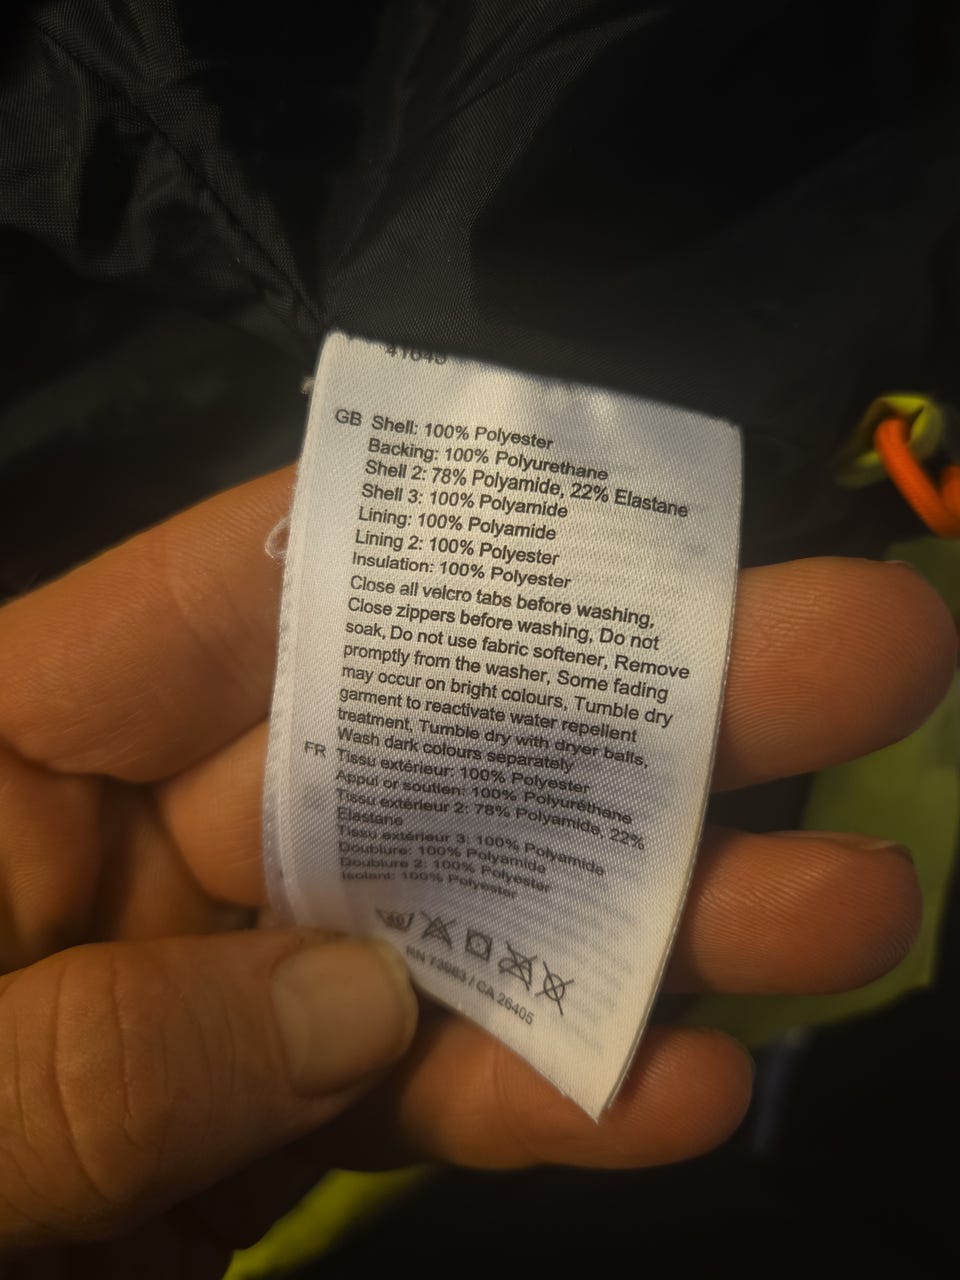 41045
GB Shell: 100% Polyester
Backing: 100% Polyurethane
Shell 2: 78% Polyamide, 22% Elastane
Shell 3: 100% Polyamide
Lining: 100% Polyamide
Lining 2: 100% Polyester
Insulation: 100% Polyester
Close all velcro tabs before washing,
Close zippers before washing, Do not
soak, Do not use fabric softener, Remove
promptly from the washer, Some fading
may occur on bright colours, Tumble dry
garment to reactivate water repellent
treatment, Tumble dry with dryer balls,
Wash dark colours separately
FR Tissu extérieur: 100% Polyester
Appui or soutien: 100% Polyuréthane
Tissu extérieur 2: 78% Polyamide, 22%
Elastane
Tissu extérieur 3: 100% Polyamide
Doublure: 100% Polyamide
Doublure 2: 100% Polyester
Isolant: 100% Polyester
40
RN 73983 / CA 26405